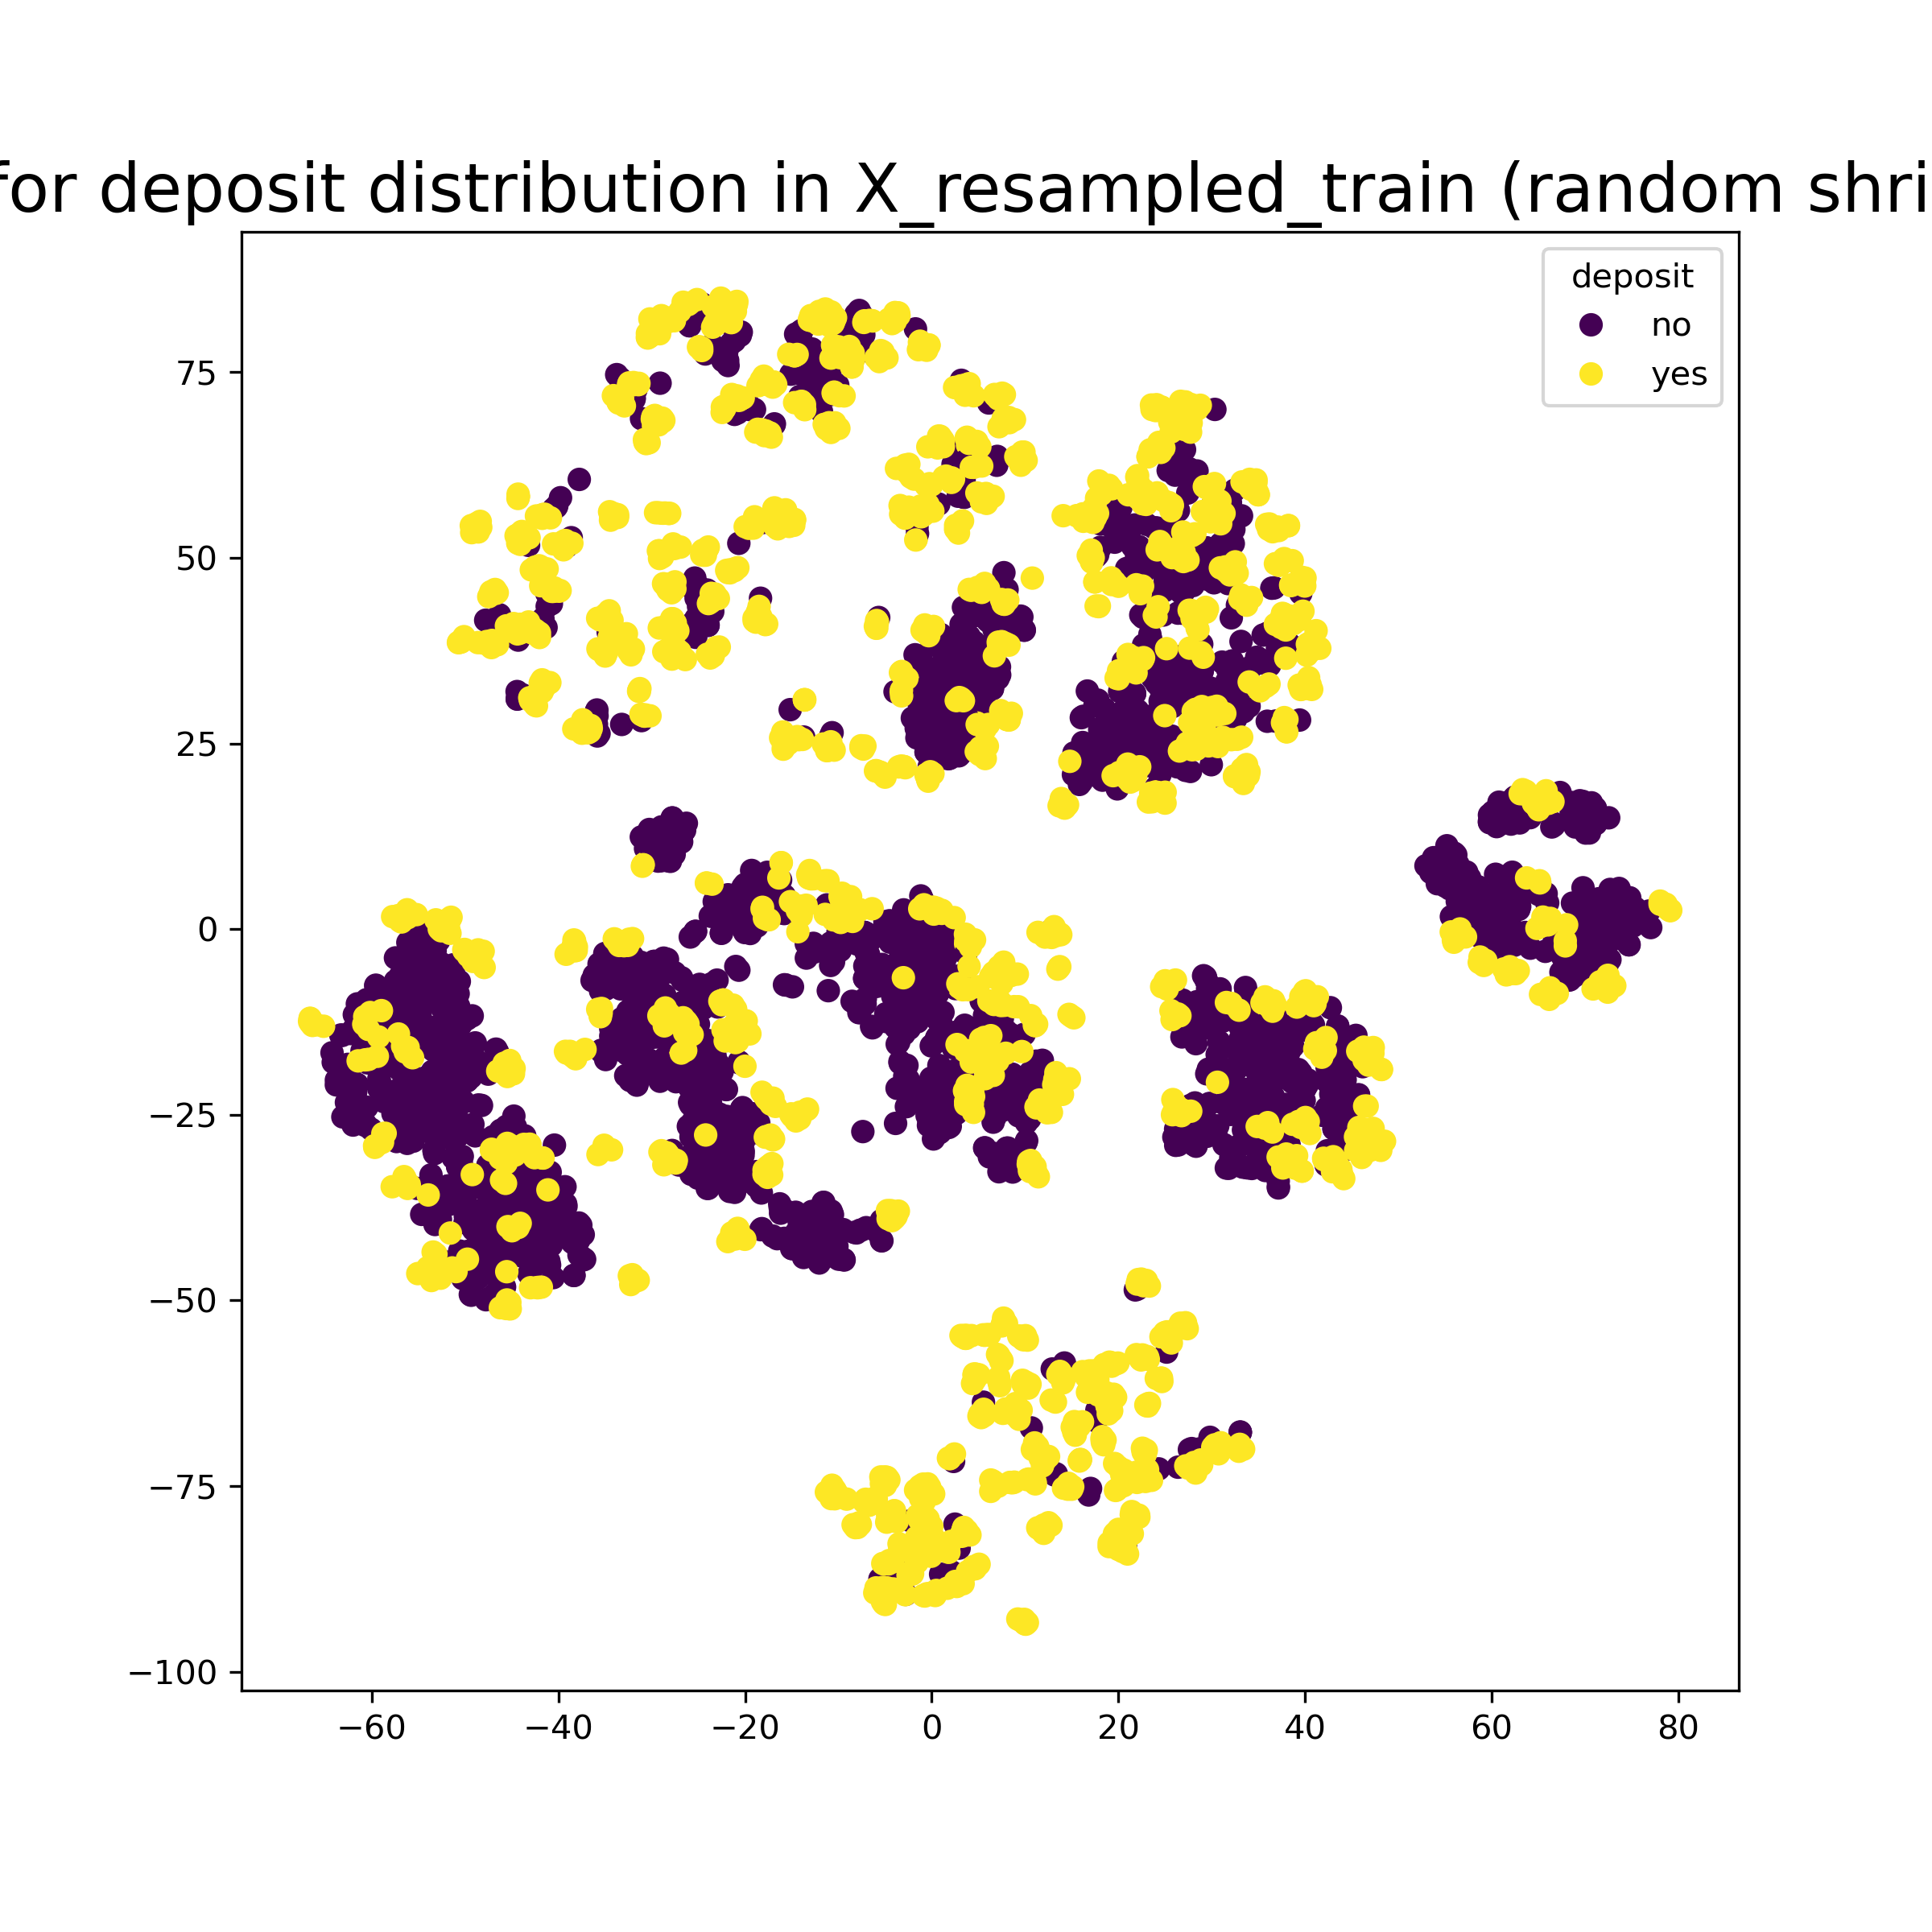 for deposit distribution in X_resampled_train (random shri
deposit
no
yes
75
50
25
0
−25
−50
−75
−100
−60 −40 −20 0 20 40 60 80